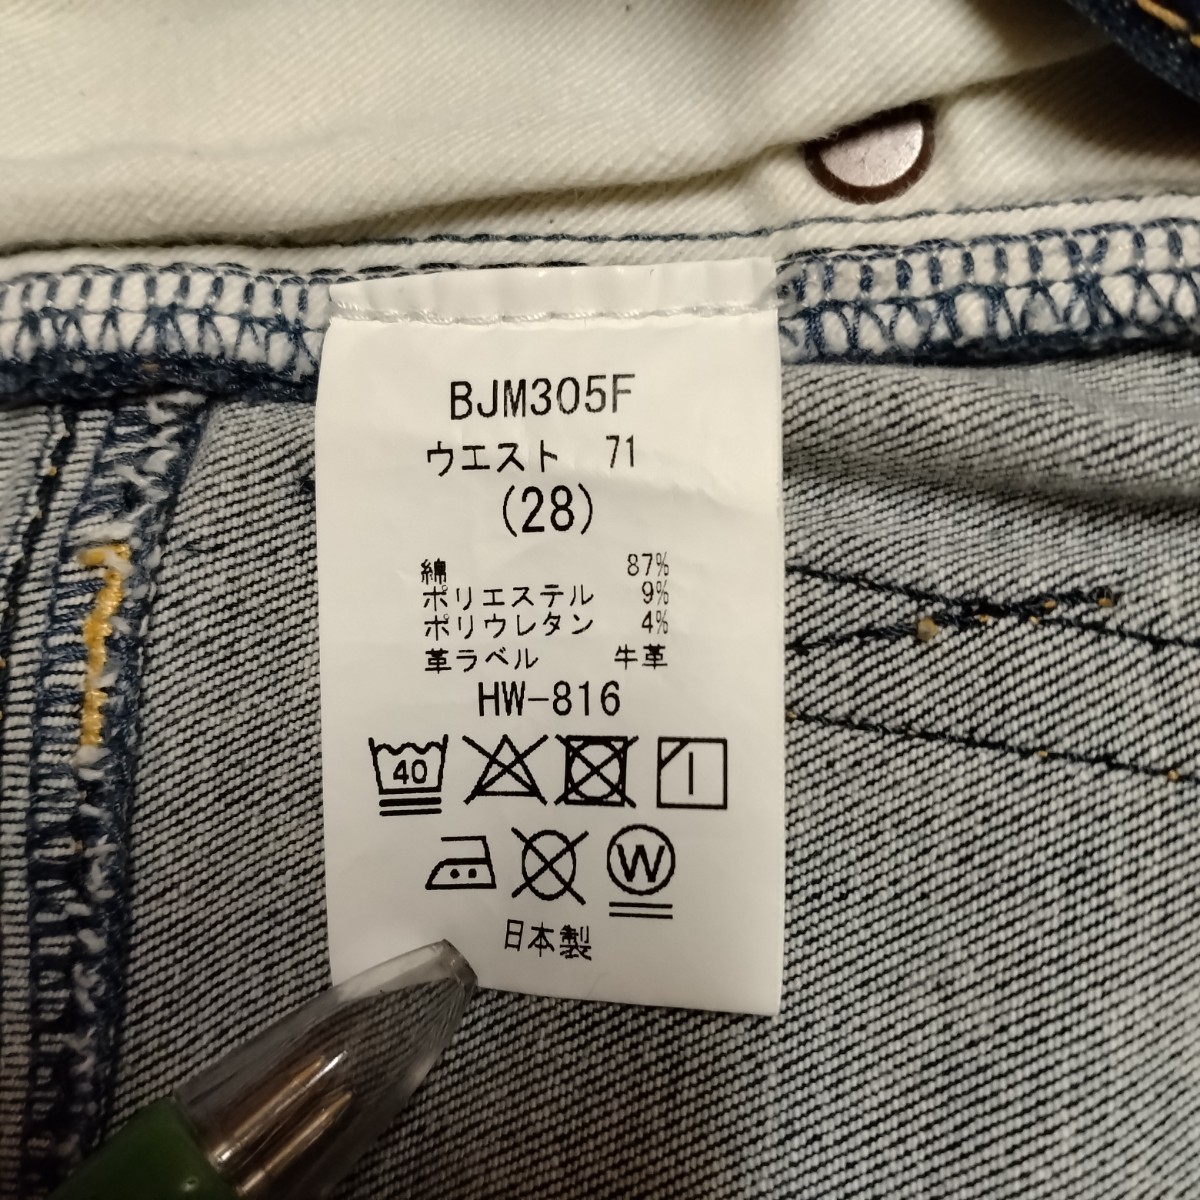 BJM305F
ウエスト 71
(28)
綿 87%
ポリエステル 9%
ポリウレタン 4%
革ラベル 牛革
HW-816
40
W
日本製